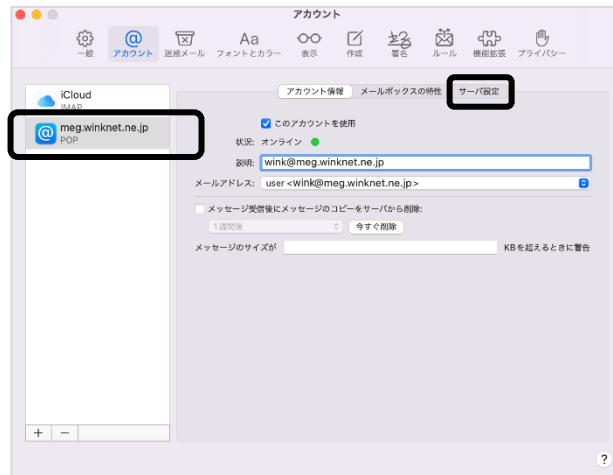 アカウント
一般 アカウント 迷惑メール フォントとカラー 表示 作成 署名 ルール 機能拡張 プライバシー
アカウント情報 メールボックスの特性 サーバ設定
iCloud
IMAP
meg.winknet.ne.jp
POP
このアカウントを使用
状況: オンライン
説明: wink@meg.winknet.ne.jp
メールアドレス: user <wink@meg.winknet.ne.jp>
メッセージ受信後にメッセージのコピーをサーバから削除:
1週間後 今すぐ削除
メッセージのサイズが KBを超えるときに警告
+ −
?